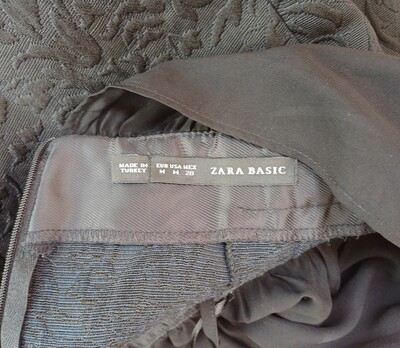 MADE IN
TURKEY
EUR USA MEX
M M 28
ZARA BASIC